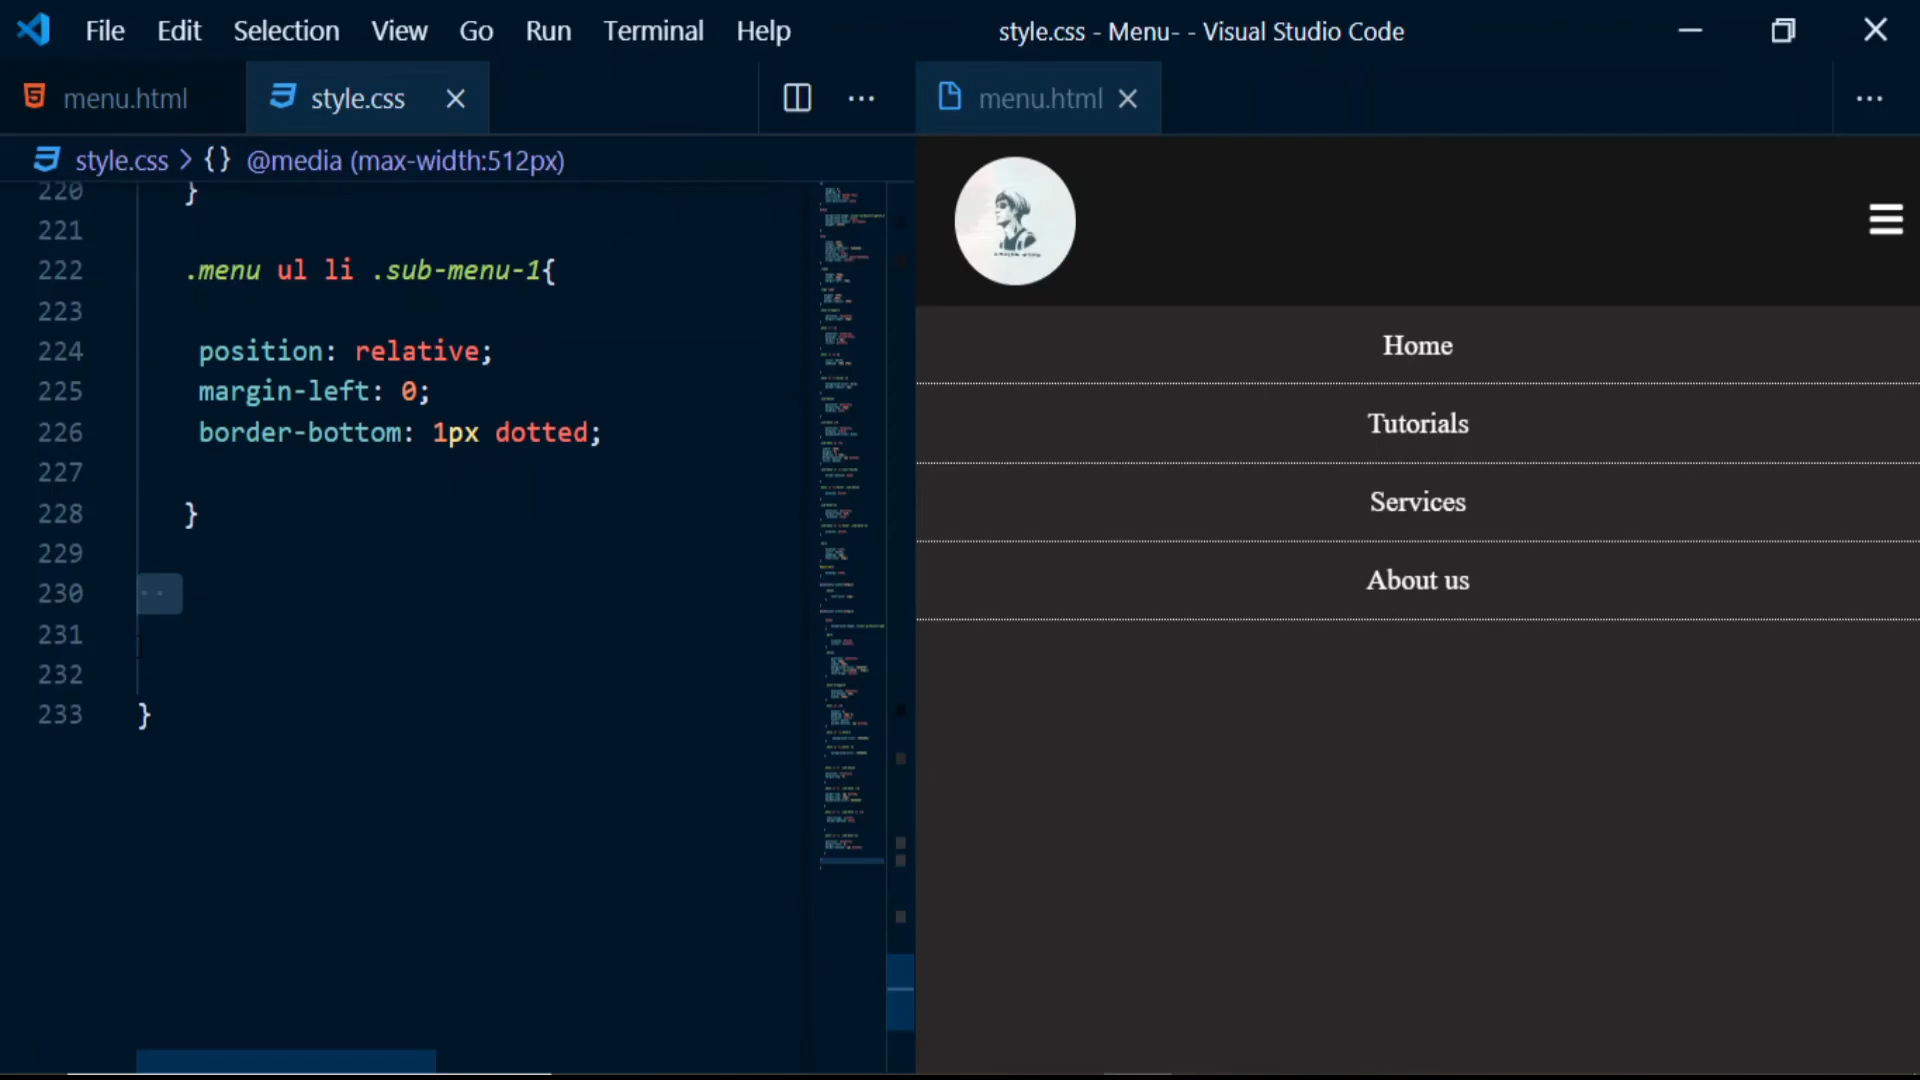 File Edit Selection View Go Run Terminal Help style.css - Menu- - Visual Studio Code
menu.html style.css menu.html
style.css > {} @media (max-width:512px)
220 }
221
222 .menu ul li .sub-menu-1{
223
224 position: relative;
225 margin-left: 0;
226 border-bottom: 1px dotted;
227
228 }
229
230
231
232
233 }
Home
Tutorials
Services
About us